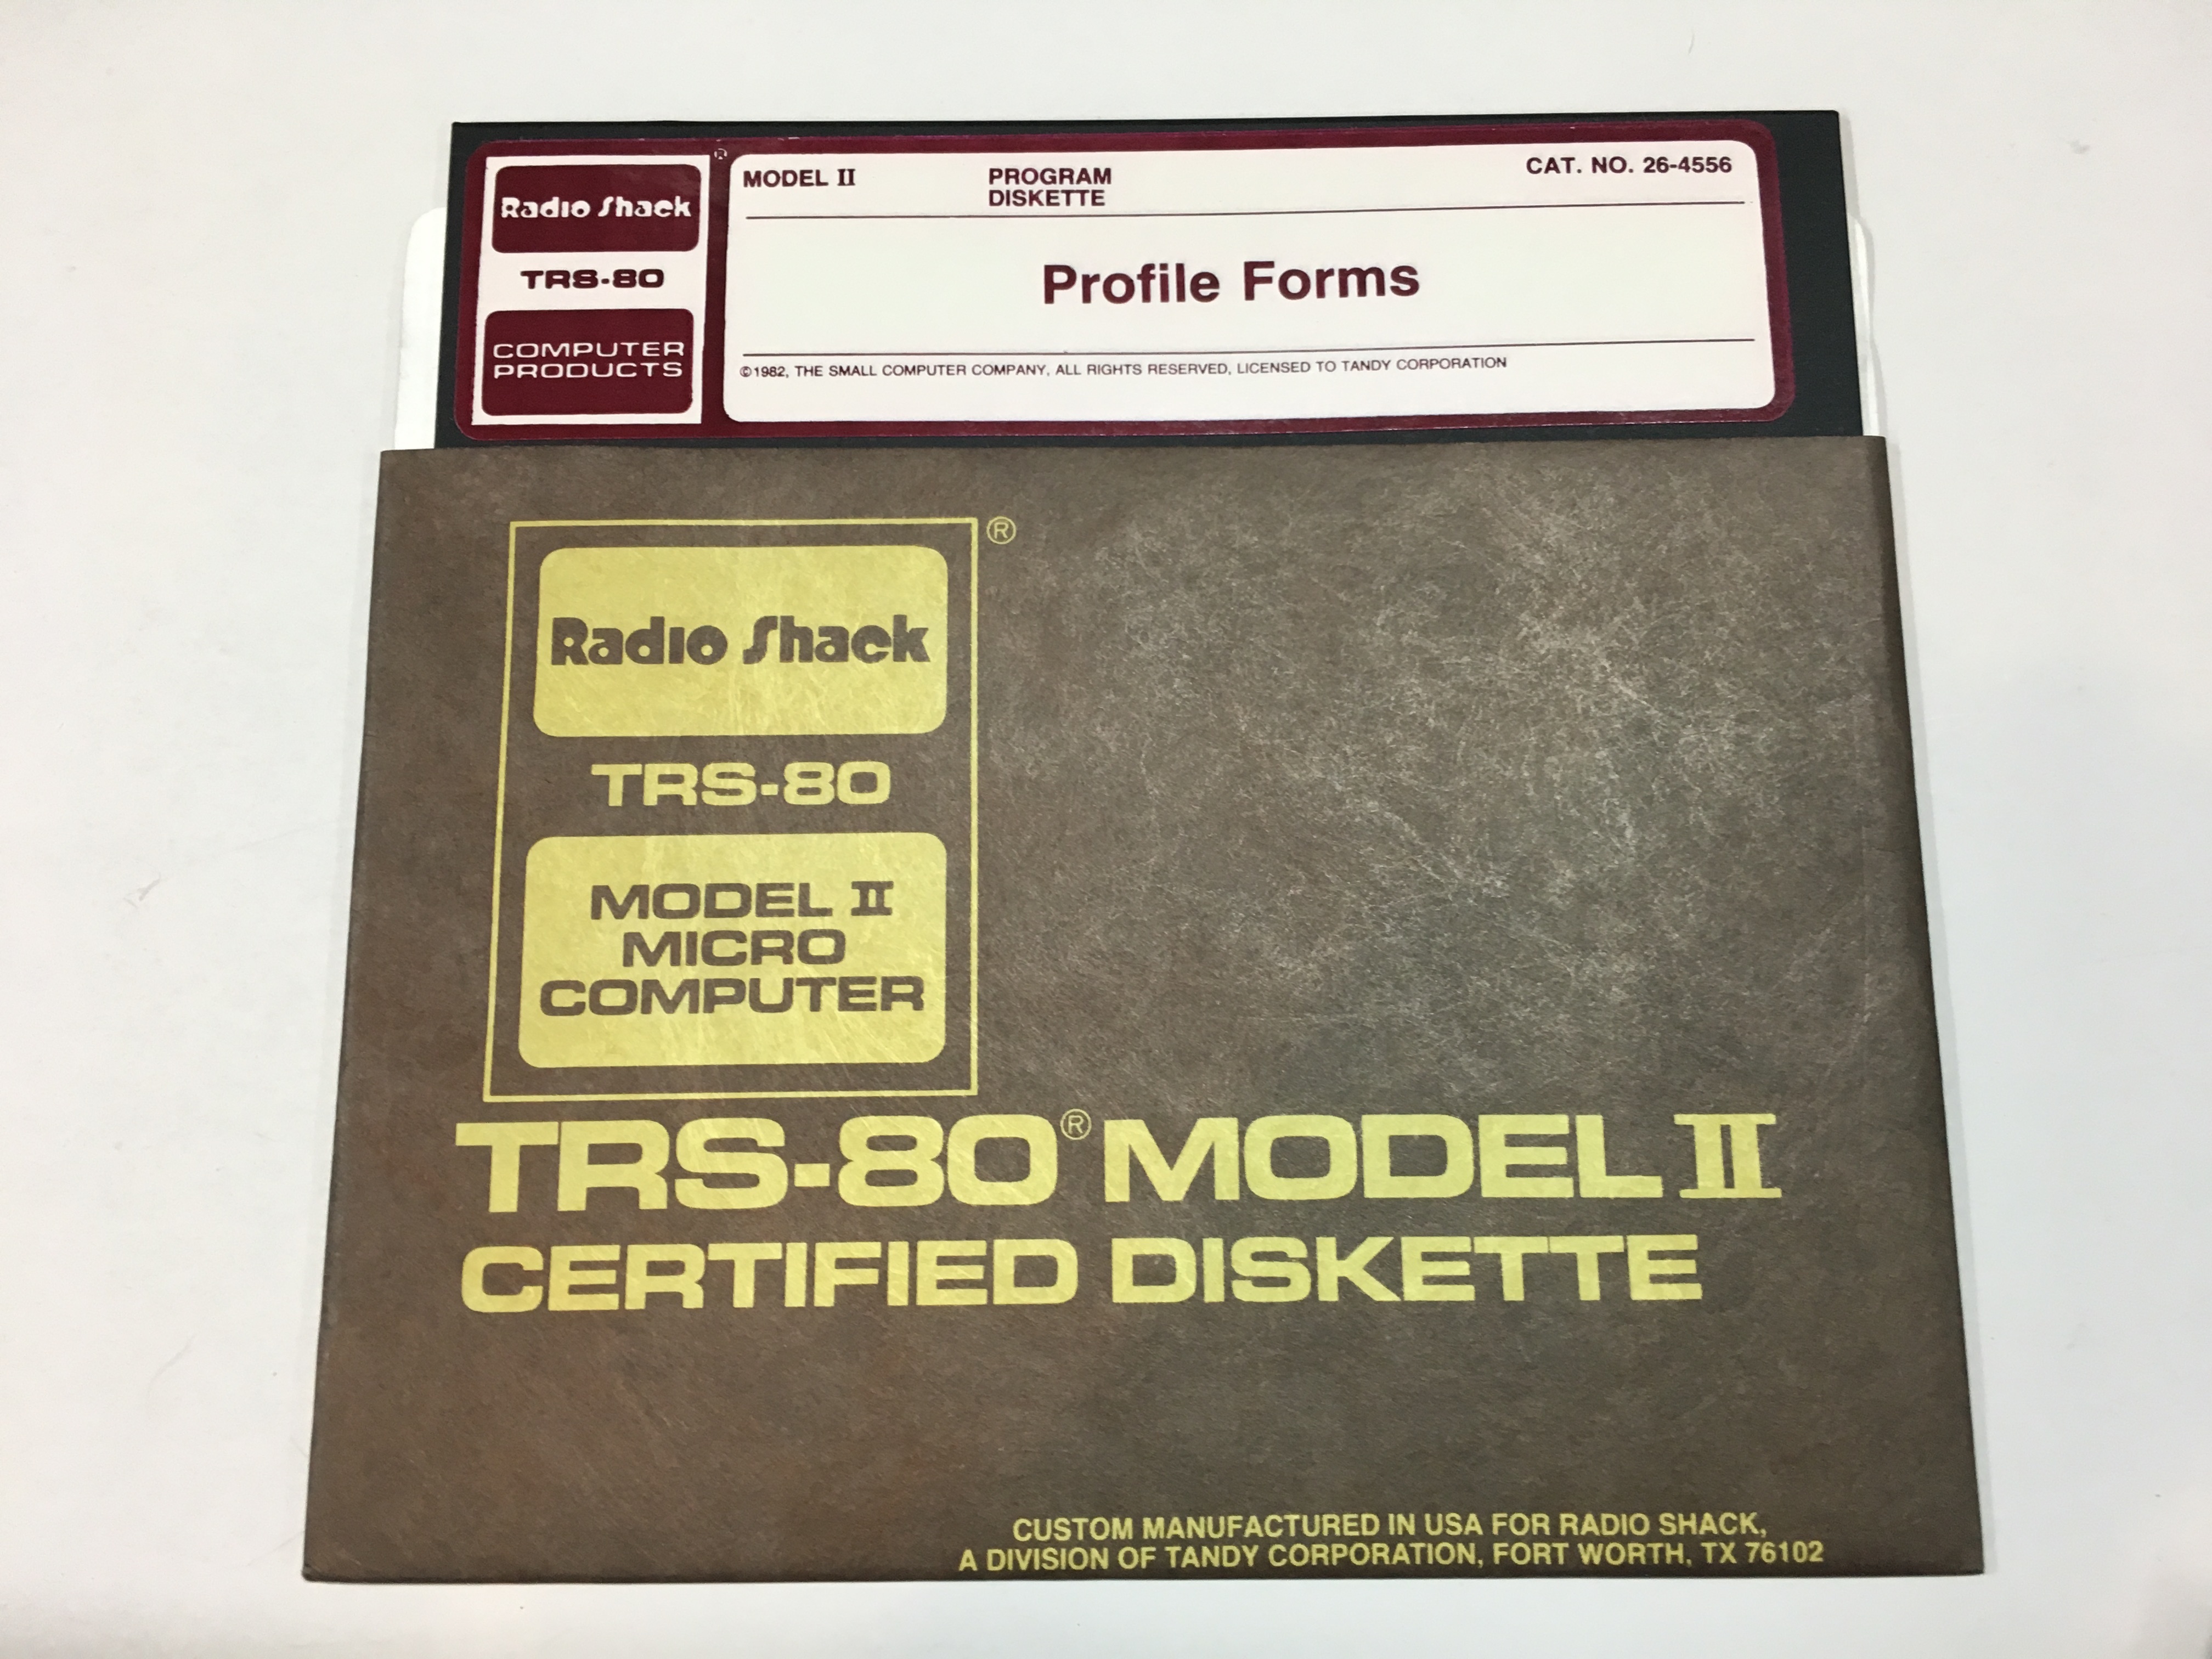 Radio Shack
®
TRS-80
COMPUTER
PRODUCTS
MODEL II PROGRAM CAT. NO. 26-4556
DISKETTE
Profile Forms
©1982, THE SMALL COMPUTER COMPANY, ALL RIGHTS RESERVED, LICENSED TO TANDY CORPORATION
®
Radio Shack
TRS-80
MODEL II
MICRO
COMPUTER
TRS-80® MODEL II
CERTIFIED DISKETTE
CUSTOM MANUFACTURED IN USA FOR RADIO SHACK,
A DIVISION OF TANDY CORPORATION, FORT WORTH, TX 76102